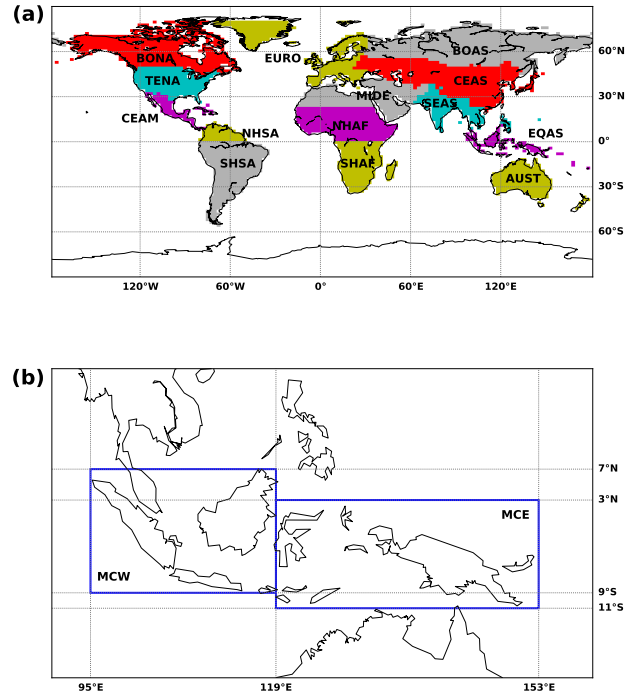 (a)
BOAS
60°N
EURO
BONA
TENA
CEAS
MIDE
30°N
SEAS
CEAM
NHAF
NHSA
EQAS
0°
SHSA
SHAF
AUST
30°S
60°S
120°W 60°W 0° 60°E 120°E
(b)
7°N
3°N
MCE
MCW
9°S
11°S
95°E 119°E 153°E